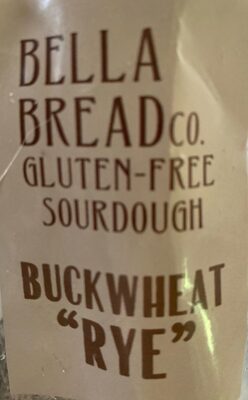 BELLA
BREAD CO.
GLUTEN-FREE
SOURDOUGH
BUCKWHEAT
“RYE”